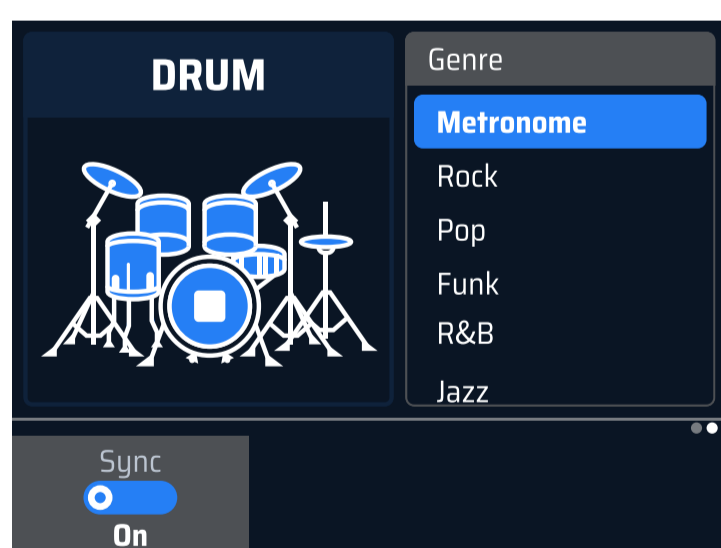 DRUM
Genre
Metronome
Rock
Pop
Funk
R&B
Jazz
Sync
On